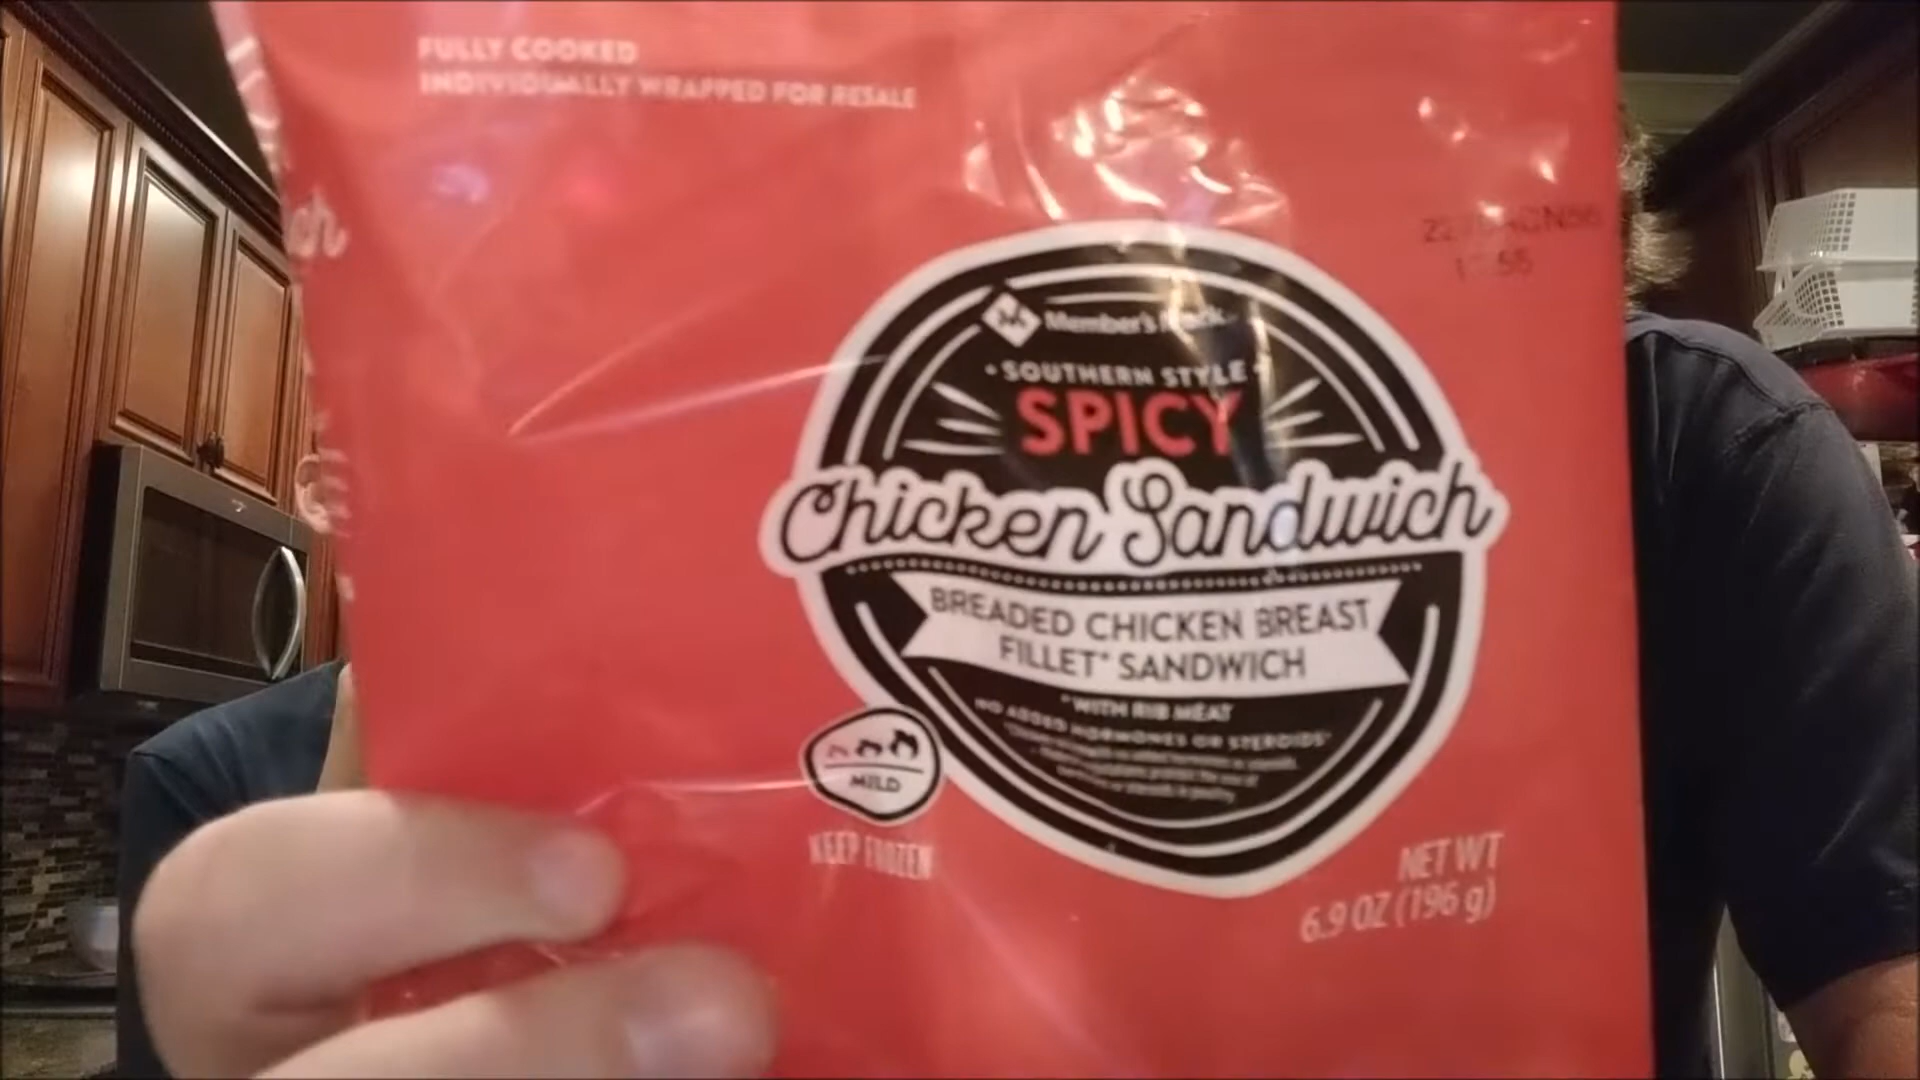 FULLY COOKED
INDIVIDUALLY WRAPPED FOR RESALE
Member's Mark
• SOUTHERN STYLE •
SPICY
Chicken Sandwich
BREADED CHICKEN BREAST
FILLET* SANDWICH
*WITH RIB MEAT
NO ADDED HORMONES OR STEROIDS*
MILD
KEEP FROZEN
NET WT
6.9 OZ (196 g)